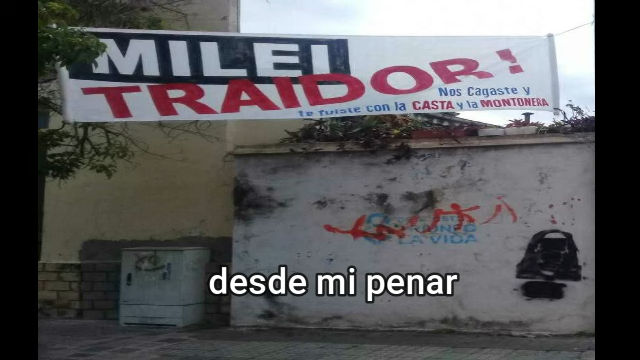 MILEI
TRAIDOR!
Nos Cagaste y
te fuiste con la CASTA y la MONTONERA
LA VIDA
desde mi penar